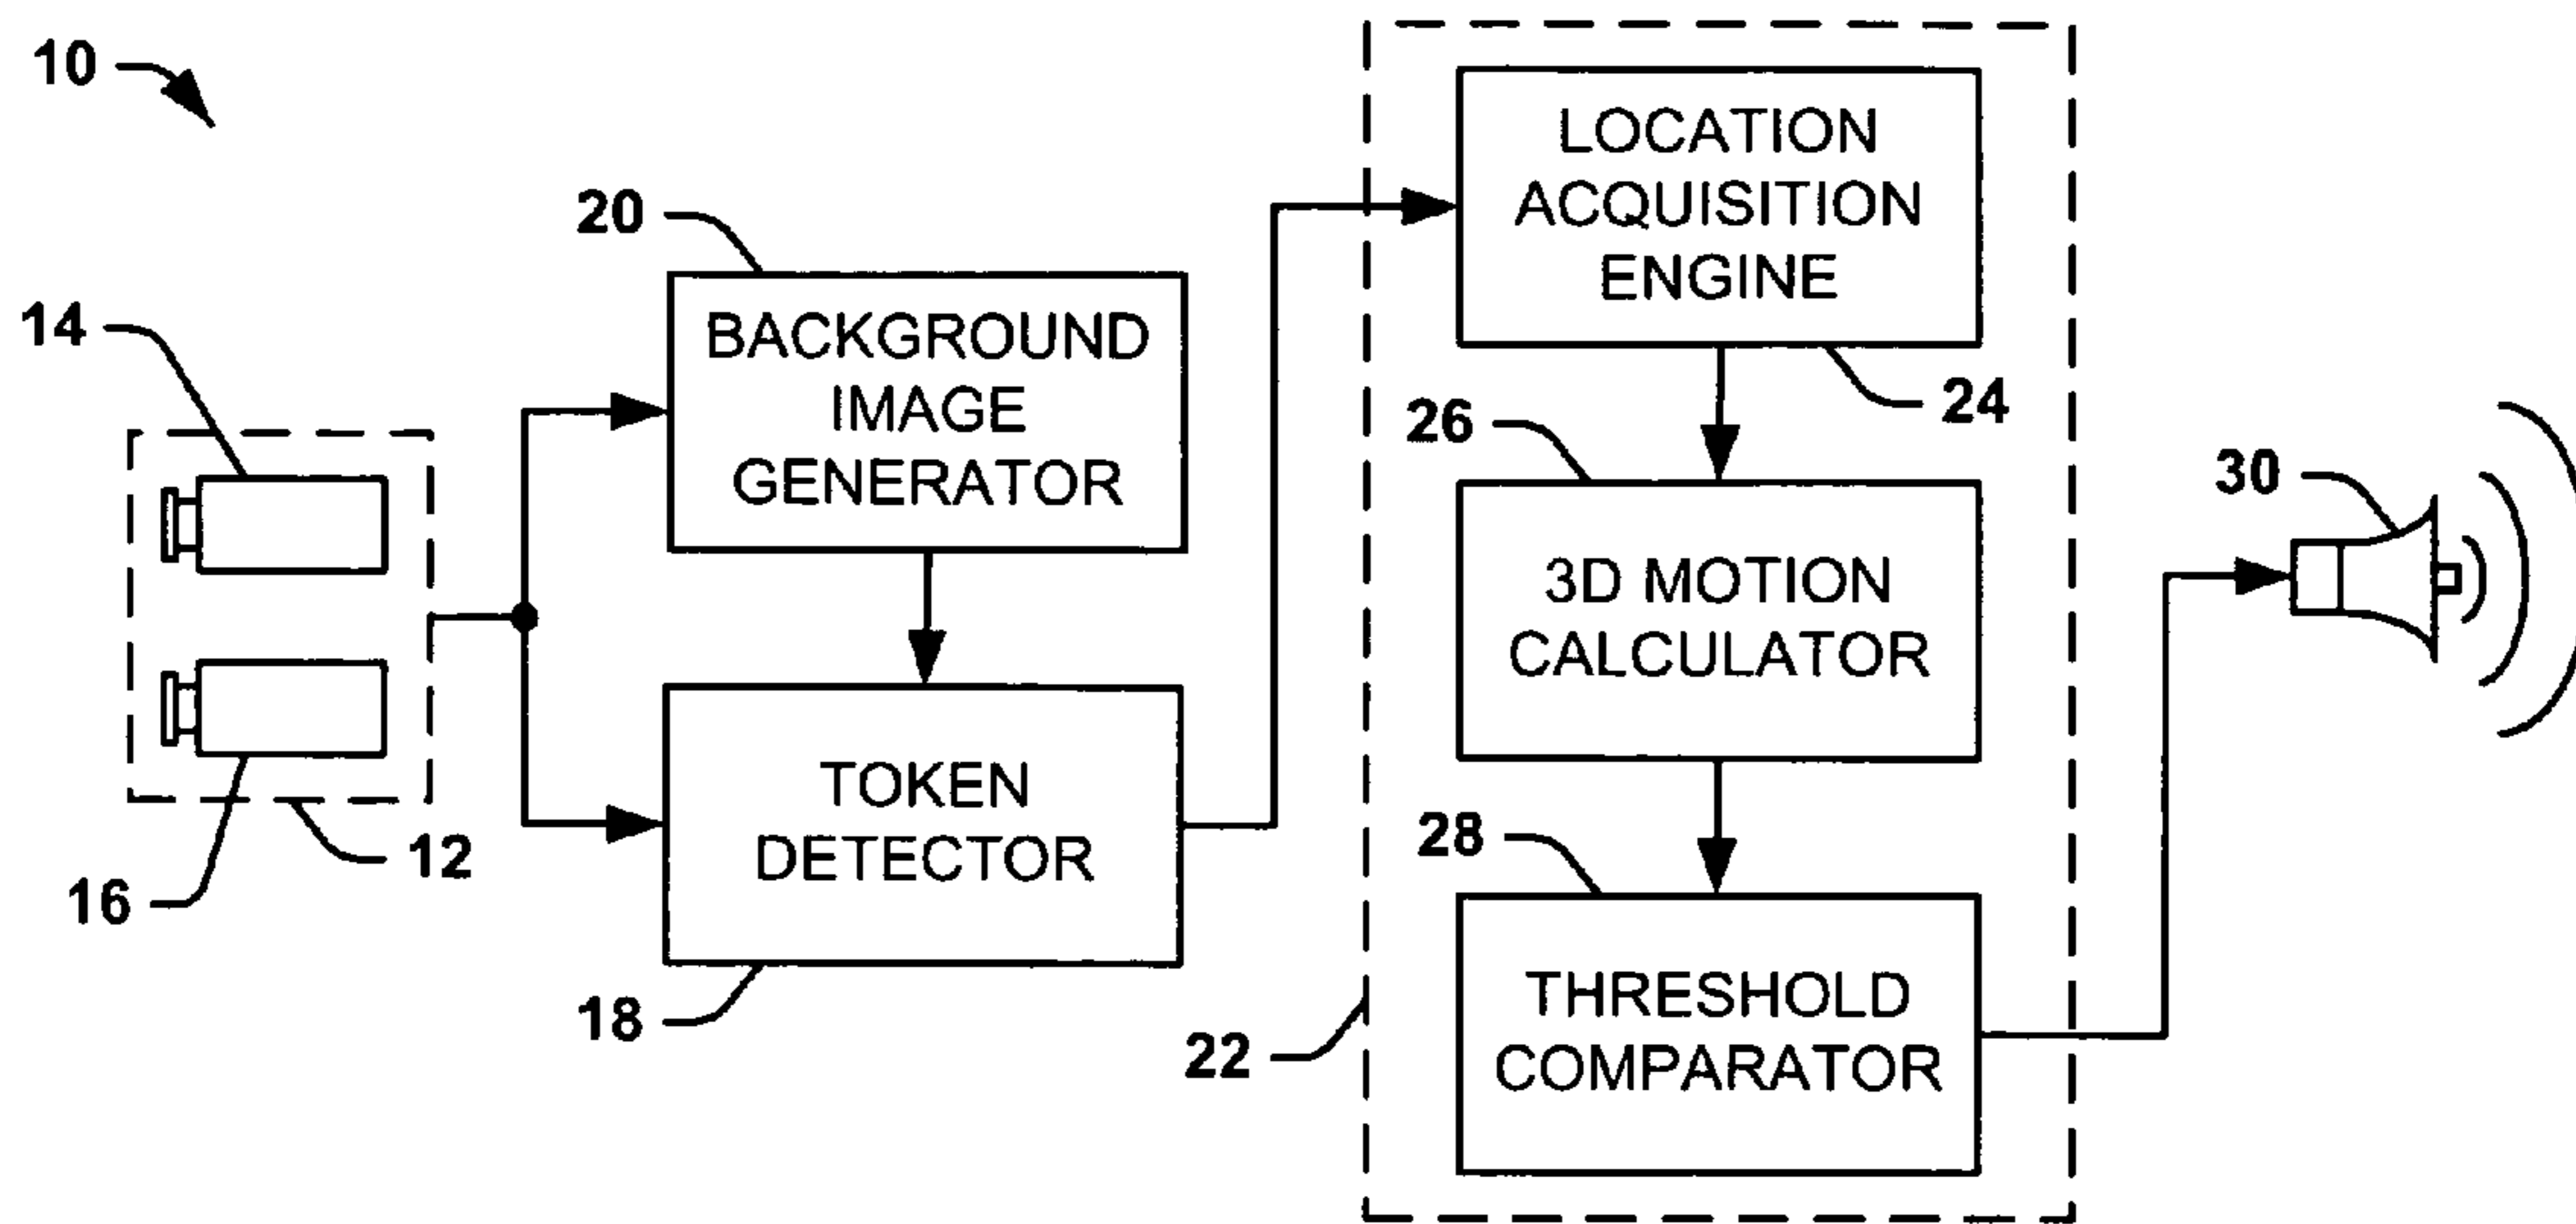 10
20
14
BACKGROUND
IMAGE
GENERATOR
16
12
TOKEN
DETECTOR
18
22
LOCATION
ACQUISITION
ENGINE
24
26
3D MOTION
CALCULATOR
28
THRESHOLD
COMPARATOR
30